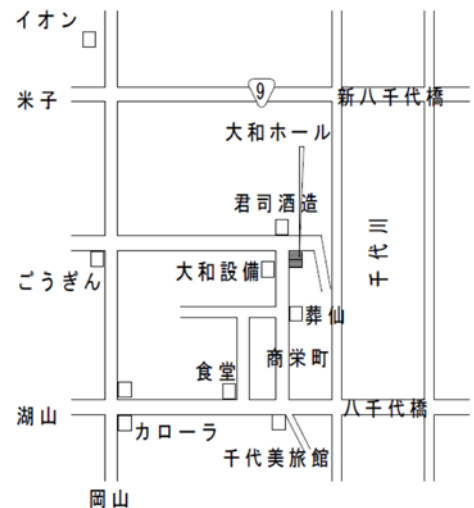 イオン
9
米子
新八千代橋
大和ホール
君司酒造
千代川
ごうぎん
大和設備
葬仙
商栄町
食堂
湖山
八千代橋
カローラ
千代美旅館
岡山